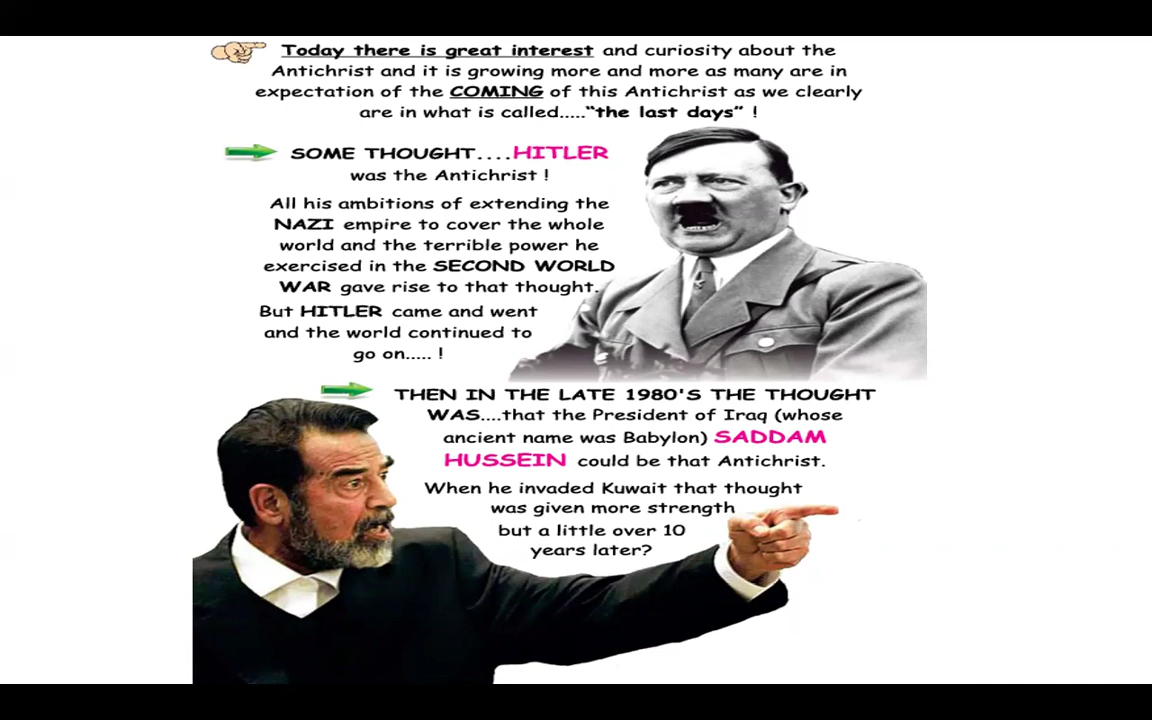 Today there is great interest and curiosity about the
Antichrist and it is growing more and more as many are in
expectation of the COMING of this Antichrist as we clearly
are in what is called.....“the last days” !
SOME THOUGHT....HITLER
was the Antichrist !
All his ambitions of extending the
NAZI empire to cover the whole
world and the terrible power he
exercised in the SECOND WORLD
WAR gave rise to that thought.
But HITLER came and went
and the world continued to
go on..... !
THEN IN THE LATE 1980'S THE THOUGHT
WAS....that the President of Iraq (whose
ancient name was Babylon) SADDAM
HUSSEIN could be that Antichrist.
When he invaded Kuwait that thought
was given more strength
but a little over 10
years later?